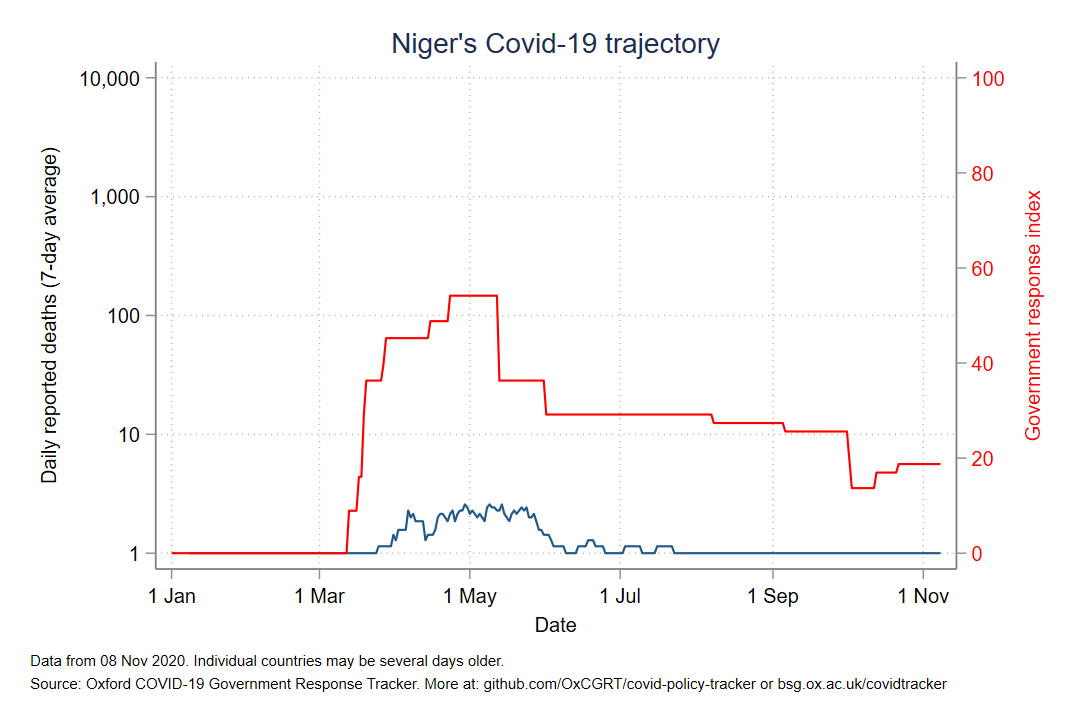 Niger's Covid-19 trajectory
10,000
1,000
100
10
1
Daily reported deaths (7-day average)
100
80
60
40
20
0
Government response index
1 Jan
1 Mar
1 May
1 Jul
1 Sep
1 Nov
Date
Data from 08 Nov 2020. Individual countries may be several days older.
Source: Oxford COVID-19 Government Response Tracker. More at: github.com/OxCGRT/covid-policy-tracker or bsg.ox.ac.uk/covidtracker